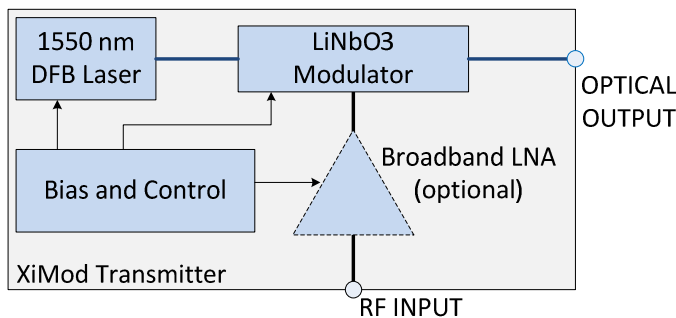 1550 nm
DFB Laser
LiNbO3
Modulator
OPTICAL
OUTPUT
Bias and Control
Broadband LNA
(optional)
XiMod Transmitter
RF INPUT